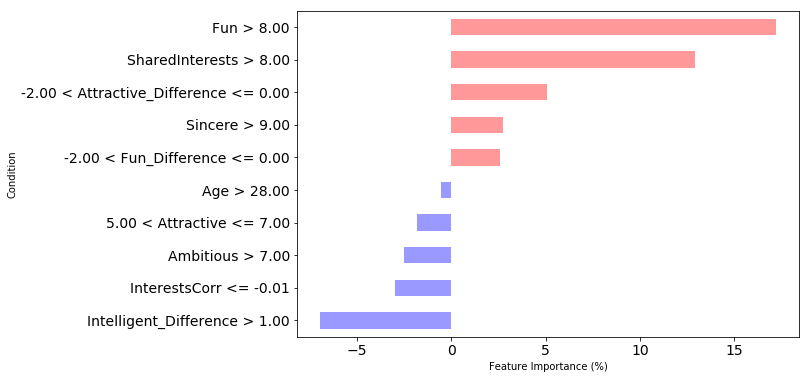 Fun > 8.00
SharedInterests > 8.00
-2.00 < Attractive_Difference <= 0.00
Sincere > 9.00
-2.00 < Fun_Difference <= 0.00
Age > 28.00
5.00 < Attractive <= 7.00
Ambitious > 7.00
InterestsCorr <= -0.01
Intelligent_Difference > 1.00
Condition
−5 0 5 10 15
Feature Importance (%)